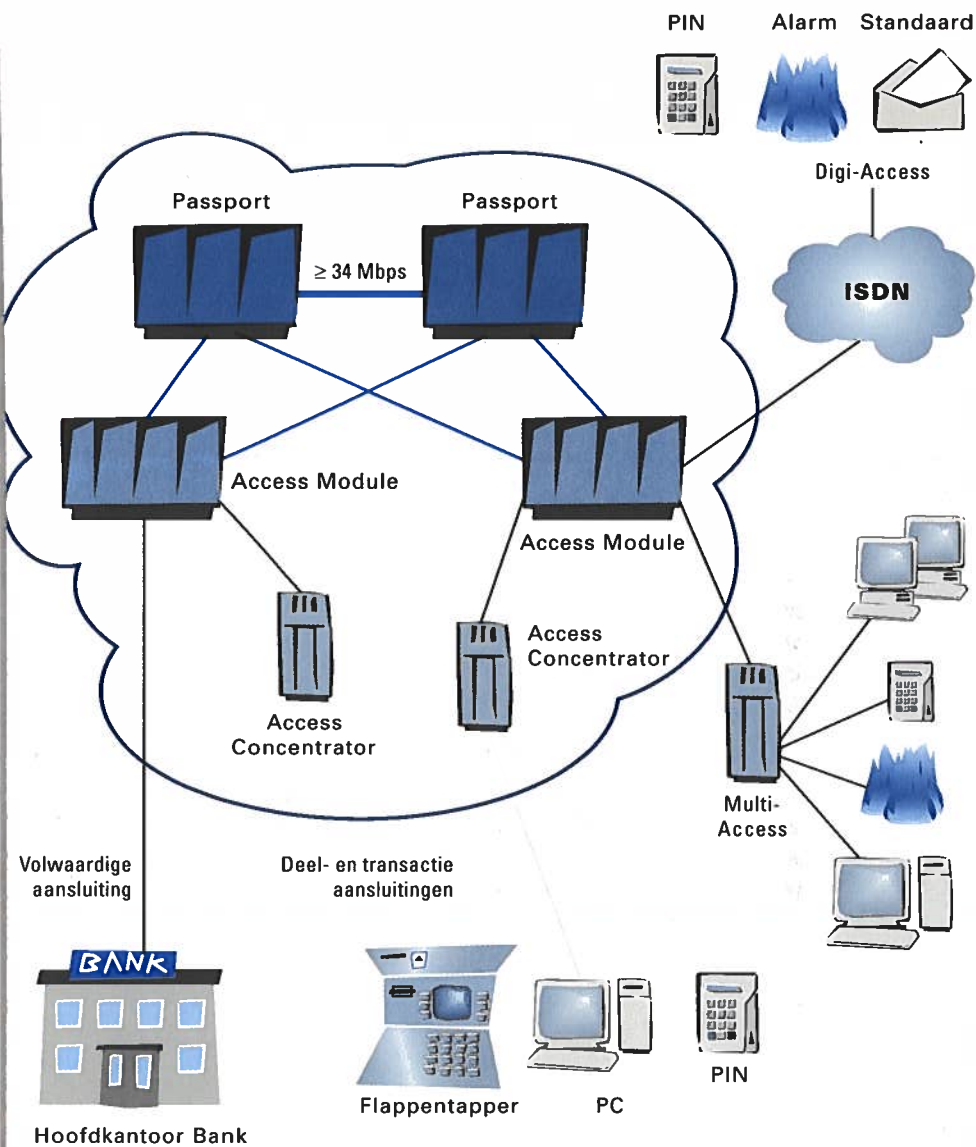 PIN
Alarm
Standaard
Digi-Access
ISDN
Passport
Passport
≥ 34 Mbps
Access Module
Access Module
Access
Concentrator
Access
Concentrator
Multi-
Access
Volwaardige
aansluiting
Deel- en transactie
aansluitingen
BANK
Hoofdkantoor Bank
Flappentapper
PC
PIN